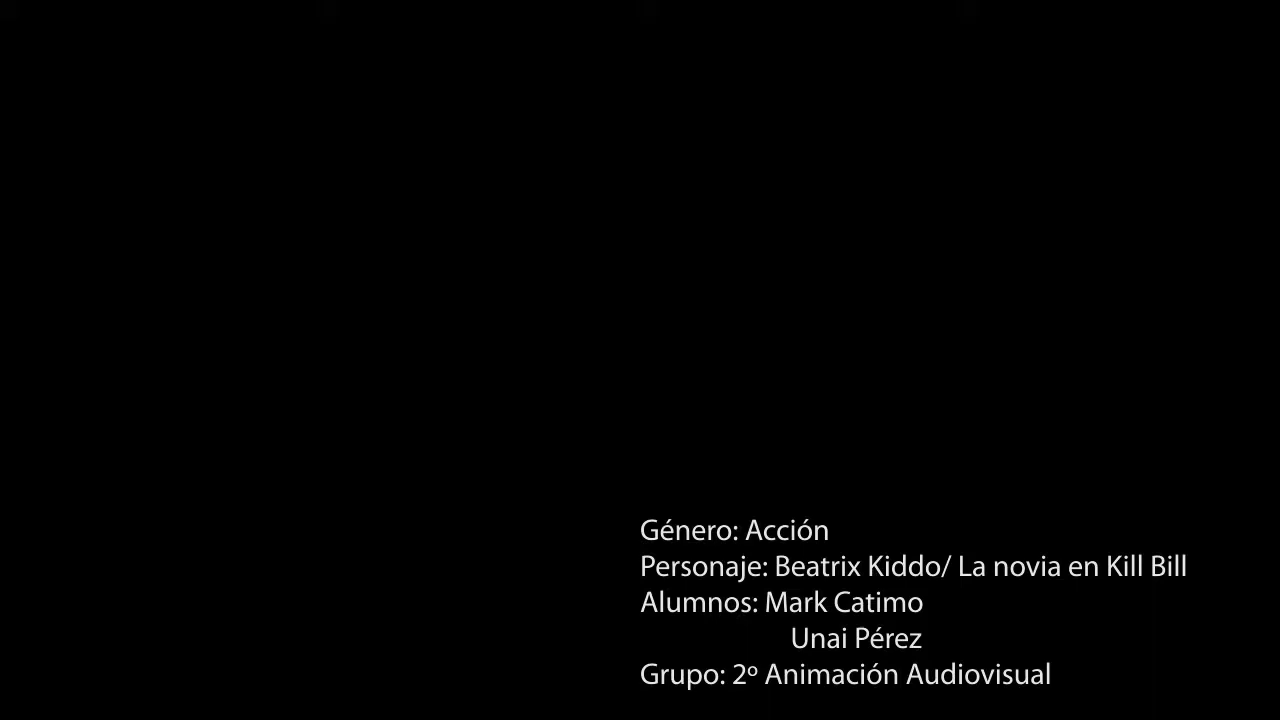 Género: Acción
Personaje: Beatrix Kiddo/ La novia en Kill Bill
Alumnos: Mark Catimo
Unai Pérez
Grupo: 2º Animación Audiovisual